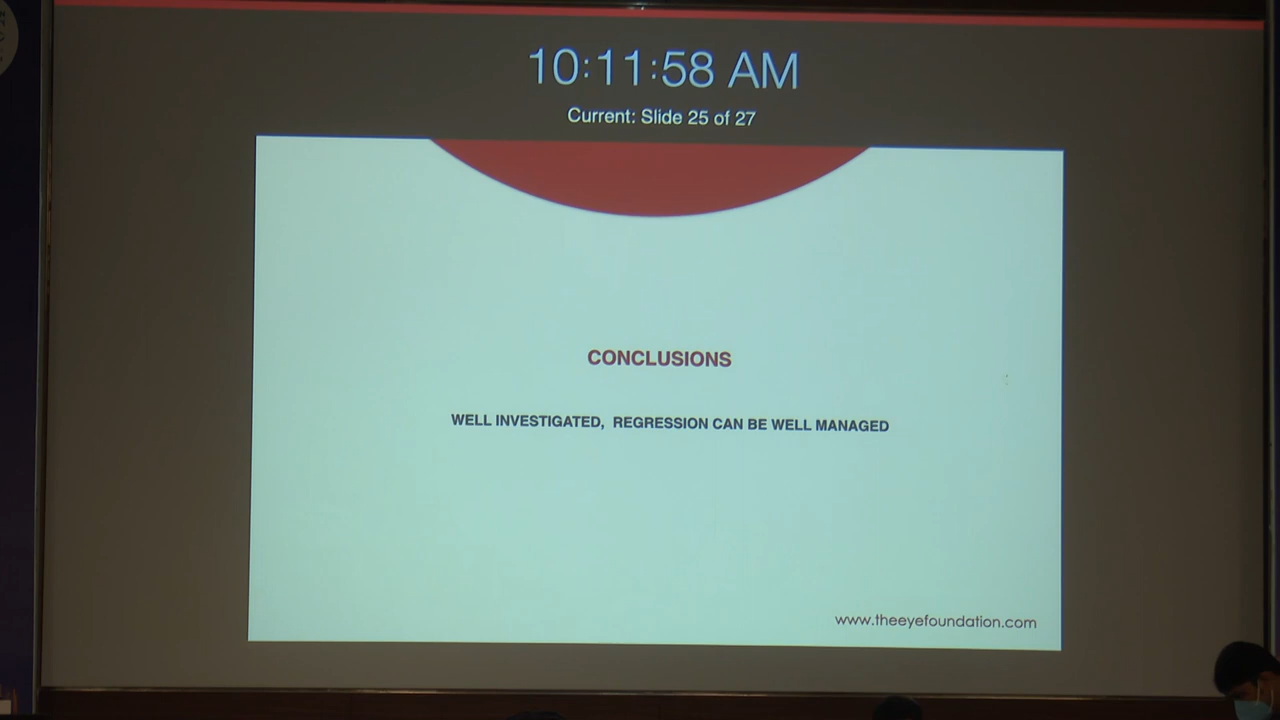 10:11:58 AM
Current: Slide 25 of 27
CONCLUSIONS
WELL INVESTIGATED, REGRESSION CAN BE WELL MANAGED
www.theeyefoundation.com